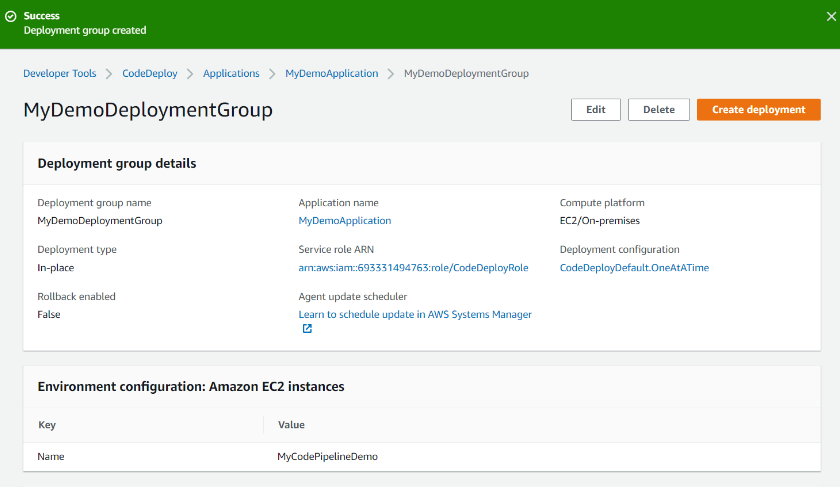 Success
Deployment group created
Developer Tools
CodeDeploy
Applications
MyDemoApplication
MyDemoDeploymentGroup
MyDemoDeploymentGroup
Edit
Delete
Create deployment
Deployment group details
Deployment group name
MyDemoDeploymentGroup
Application name
MyDemoApplication
Compute platform
EC2/On-premises
Deployment type
In-place
Service role ARN
arn:aws:iam::693331494763:role/CodeDeployRole
Deployment configuration
CodeDeployDefault.OneAtATime
Rollback enabled
False
Agent update scheduler
Learn to schedule update in AWS Systems Manager
Environment configuration: Amazon EC2 instances
Key
Value
Name
MyCodePipelineDemo